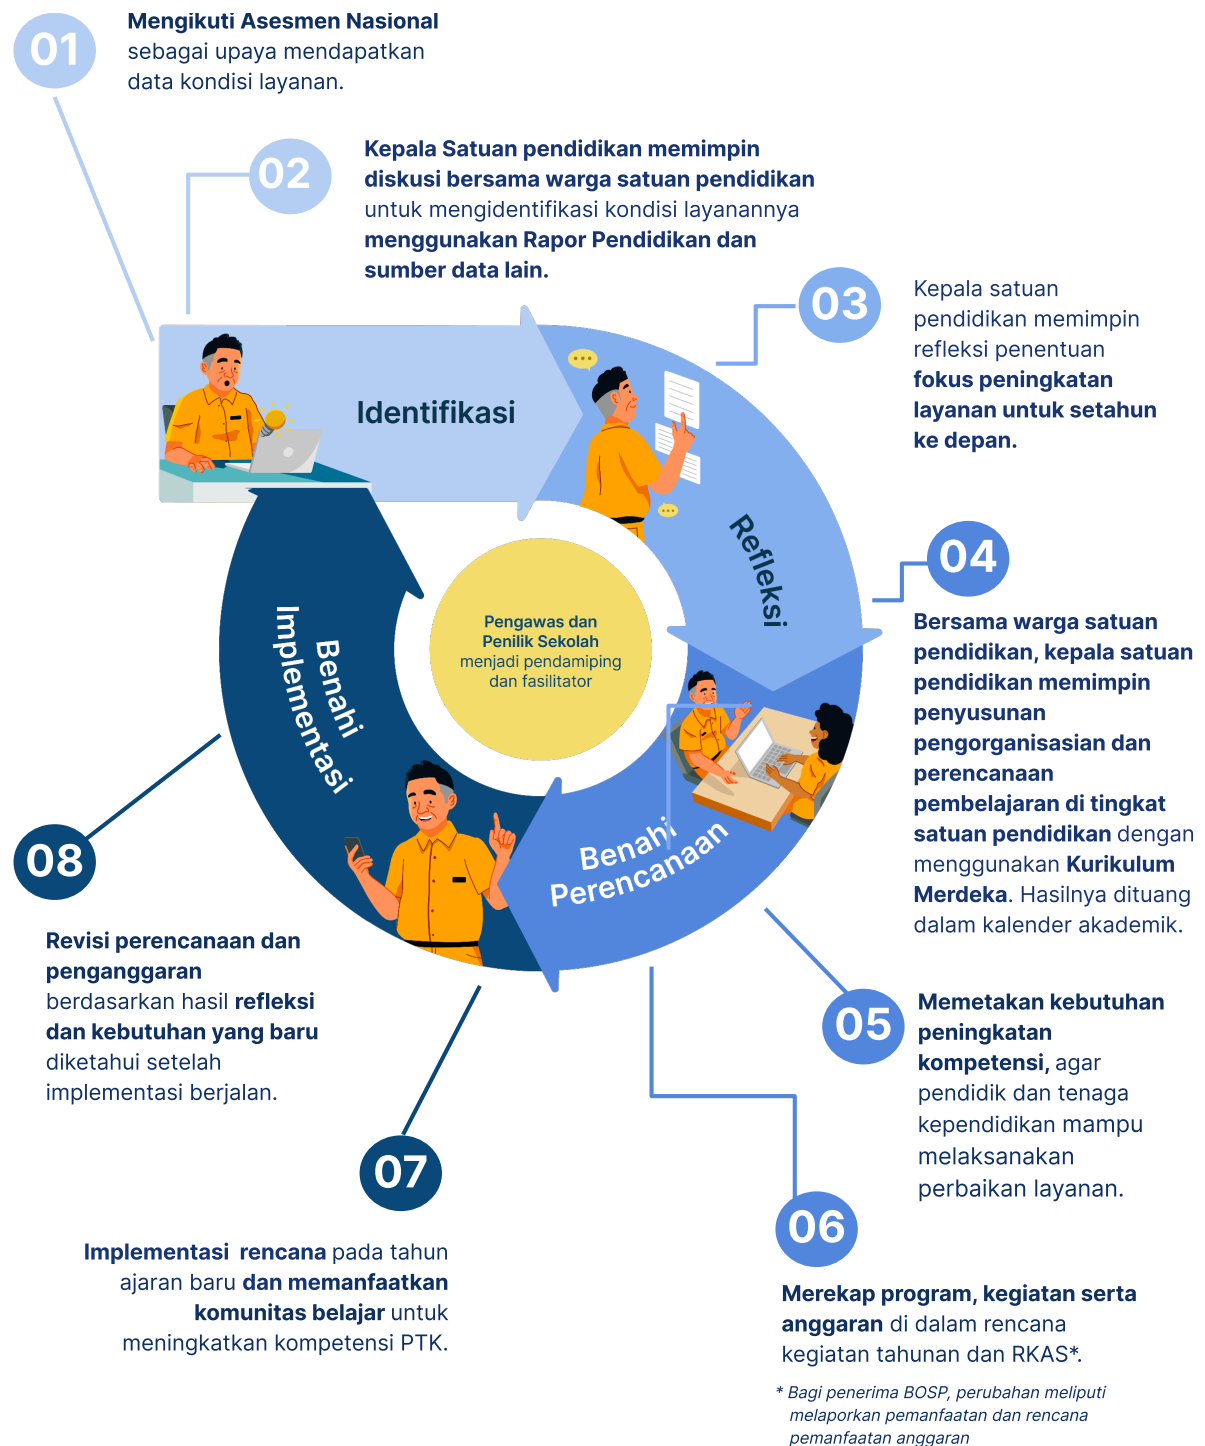 01
Mengikuti Asesmen Nasional
sebagai upaya mendapatkan
data kondisi layanan.
02
Kepala Satuan pendidikan memimpin
diskusi bersama warga satuan pendidikan
untuk mengidentifikasi kondisi layanannya
menggunakan Rapor Pendidikan dan
sumber data lain.
03
Kepala satuan
pendidikan memimpin
refleksi penentuan
fokus peningkatan
layanan untuk setahun
ke depan.
Identifikasi
Refleksi
04
Bersama warga satuan
pendidikan, kepala satuan
pendidikan memimpin
penyusunan
pengorganisasian dan
perencanaan
pembelajaran di tingkat
satuan pendidikan dengan
menggunakan Kurikulum
Merdeka. Hasilnya dituang
dalam kalender akademik.
Pengawas dan
Penilik Sekolah
menjadi pendamiping
dan fasilitator
Benahi
Implementasi
Benahi
Perencanaan
05
Memetakan kebutuhan
peningkatan
kompetensi, agar
pendidik dan tenaga
kependidikan mampu
melaksanakan
perbaikan layanan.
06
Merekap program, kegiatan serta
anggaran di dalam rencana
kegiatan tahunan dan RKAS*.
* Bagi penerima BOSP, perubahan meliputi
melaporkan pemanfaatan dan rencana
pemanfaatan anggaran
07
Implementasi rencana pada tahun
ajaran baru dan memanfaatkan
komunitas belajar untuk
meningkatkan kompetensi PTK.
08
Revisi perencanaan dan
penganggaran
berdasarkan hasil refleksi
dan kebutuhan yang baru
diketahui setelah
implementasi berjalan.